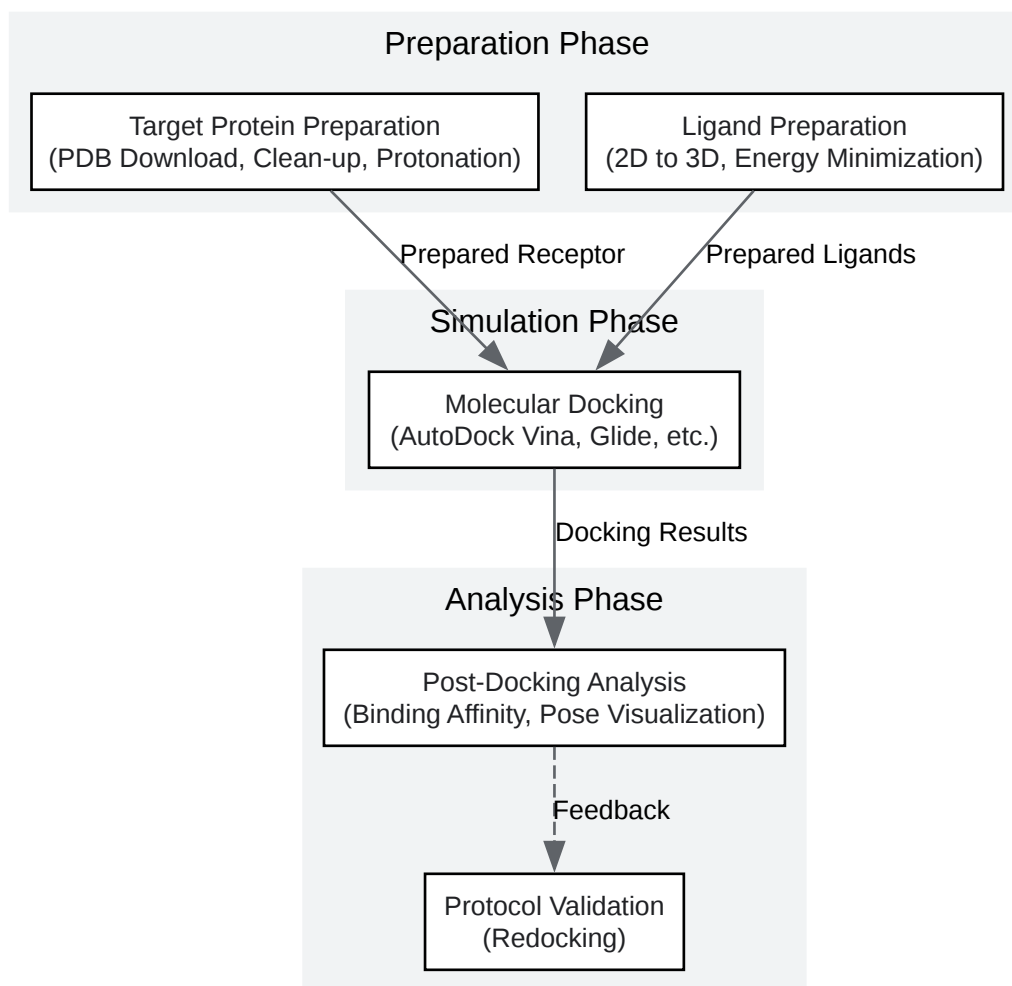 Preparation Phase
Target Protein Preparation
(PDB Download, Clean-up, Protonation)
Ligand Preparation
(2D to 3D, Energy Minimization)
Prepared Receptor
Prepared Ligands
Simulation Phase
Molecular Docking
(AutoDock Vina, Glide, etc.)
Docking Results
Analysis Phase
Post-Docking Analysis
(Binding Affinity, Pose Visualization)
Feedback
Protocol Validation
(Redocking)